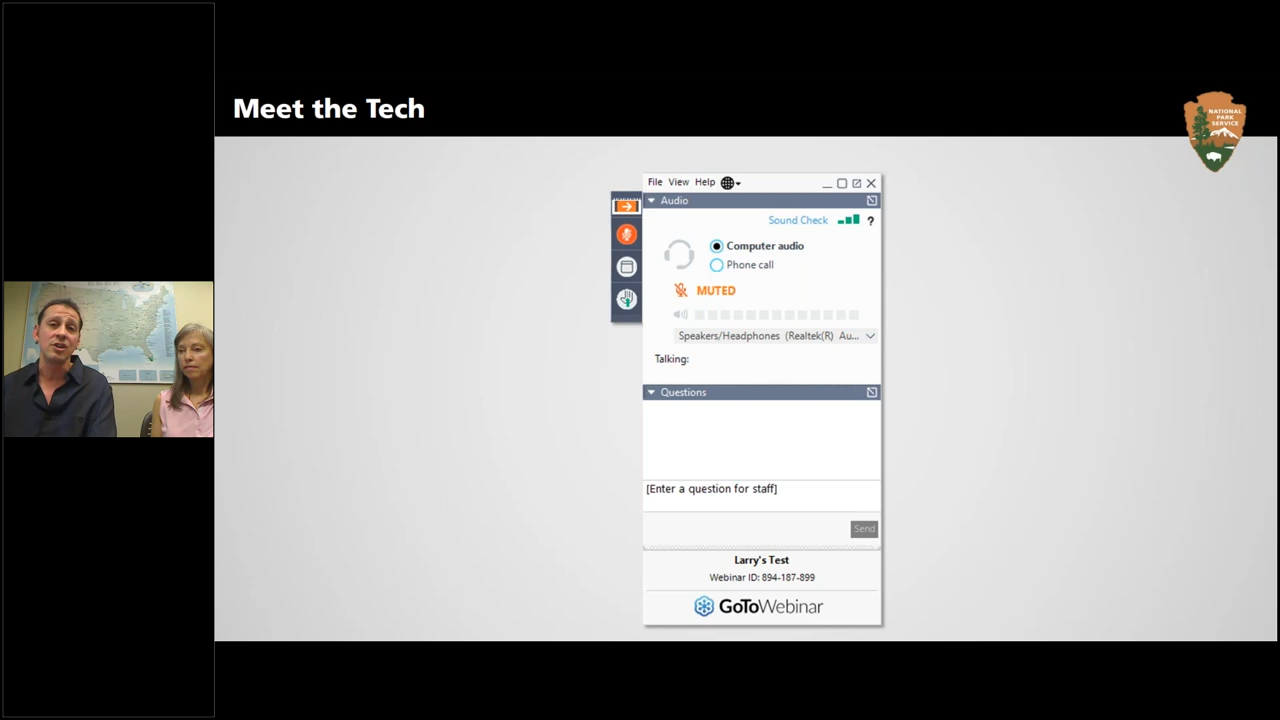 Meet the Tech
NATIONAL
PARK
SERVICE
File View Help
Audio
Sound Check
?
Computer audio
Phone call
MUTED
Speakers/Headphones (Realtek(R) Au...
Talking:
Questions
[Enter a question for staff]
Send
Larry's Test
Webinar ID: 894-187-899
GoToWebinar